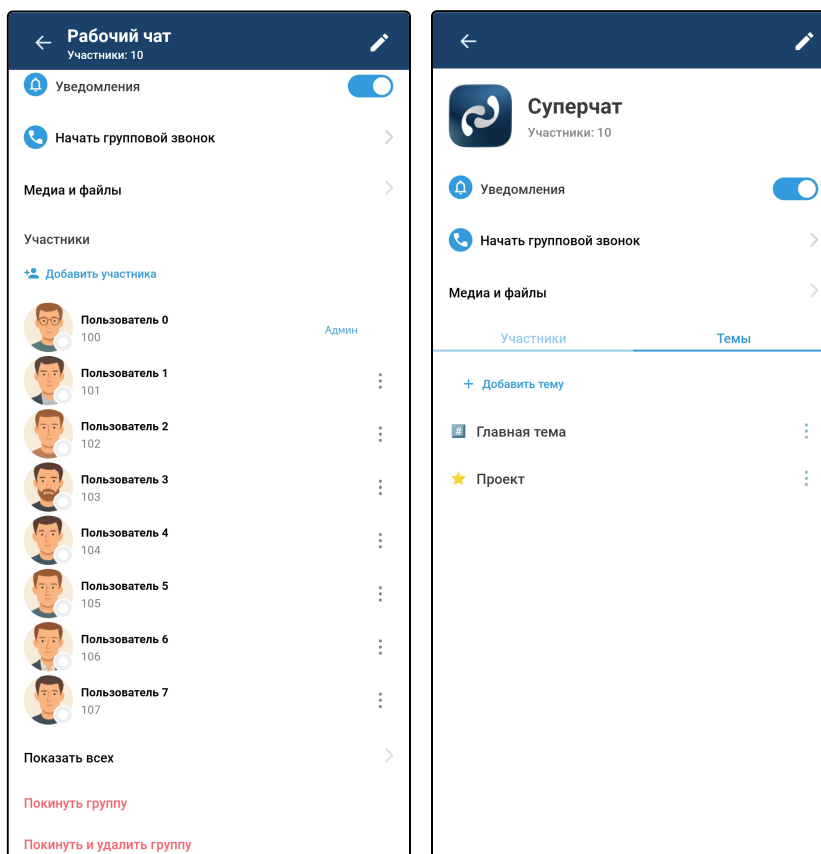 Рабочий чат
Участники: 10
Уведомления
Начать групповой звонок
Медиа и файлы
Участники
Добавить участника
Пользователь 0
100
Админ
Пользователь 1
101
Пользователь 2
102
Пользователь 3
103
Пользователь 4
104
Пользователь 5
105
Пользователь 6
106
Пользователь 7
107
Показать всех
Покинуть группу
Покинуть и удалить группу
Суперчат
Участники: 10
Уведомления
Начать групповой звонок
Медиа и файлы
Участники Темы
+ Добавить тему
#️⃣ Главная тема
⭐ Проект